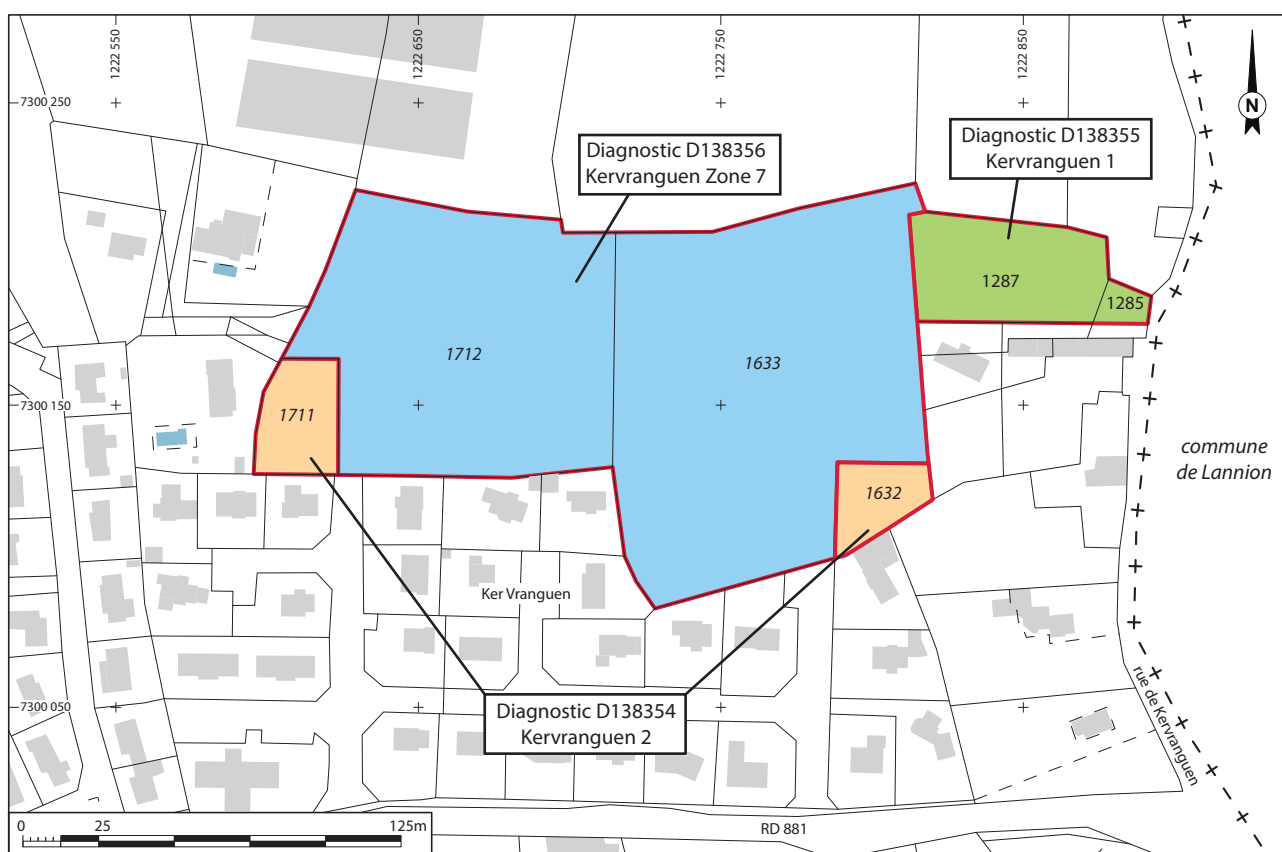 1222 550
1222 650
1222 750
1222 850
7300 250
N
Diagnostic D138356
Kervranguen Zone 7
Diagnostic D138355
Kervranguen 1
1287
1285
1712
1633
7300 150
1711
commune
de Lannion
1632
Ker Vranguen
7300 050
Diagnostic D138354
Kervranguen 2
rue de Kervranguen
0 25 125m
RD 881